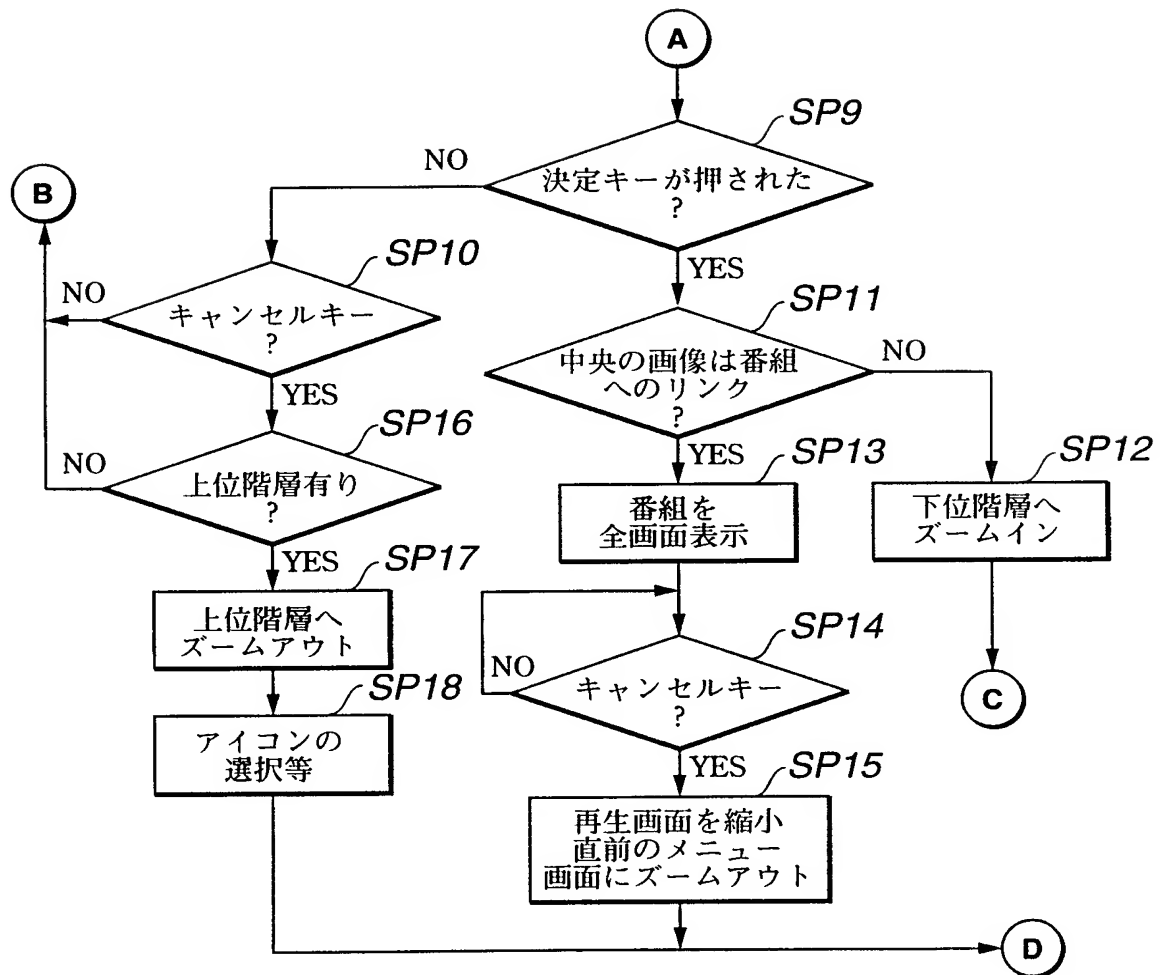 A
SP9
決定キーが押された
?
NO
YES
B
SP10
キャンセルキー
?
NO
YES
SP11
中央の画像は番組
へのリンク
?
NO
YES
SP16
上位階層有り
?
NO
YES
SP13
番組を
全画面表示
SP12
下位階層へ
ズームイン
SP17
上位階層へ
ズームアウト
SP14
キャンセルキー
?
NO
YES
C
SP18
アイコンの
選択等
SP15
再生画面を縮小
直前のメニュー
画面にズームアウト
D